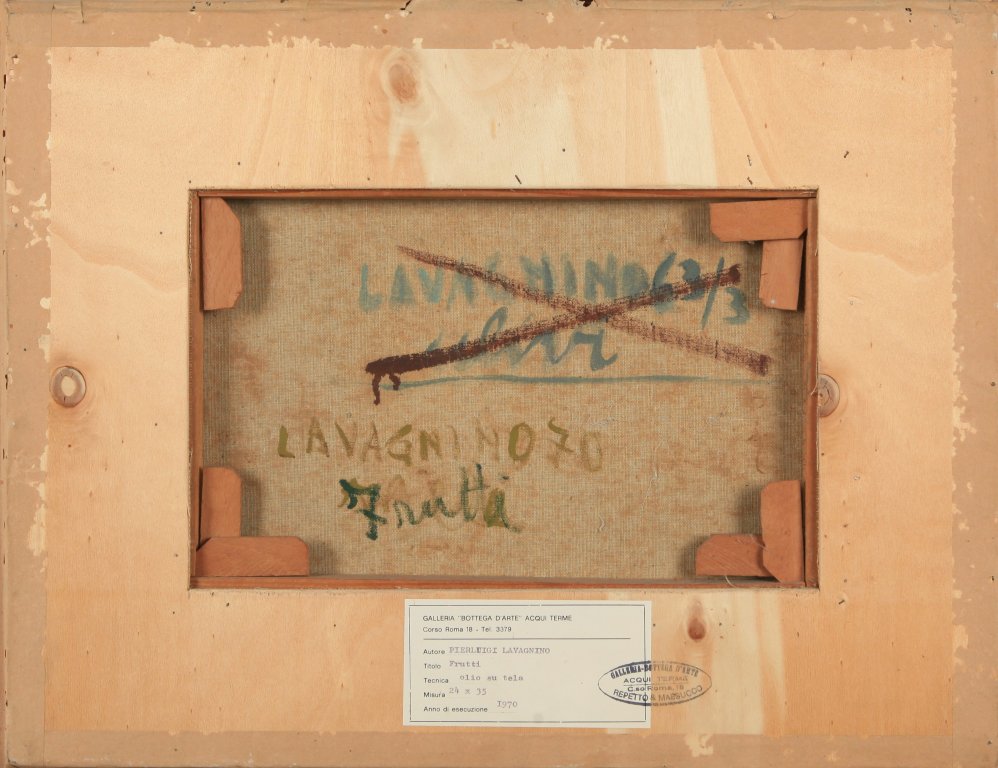 LAVAGNINO 63/3
LAVAGNINO 70
Frutti
GALLERIA "BOTTEGA D'ARTE" ACQUI TERME
Corso Roma 18 - Tel. 3379
Autore PIERLUIGI LAVAGNINO
Titolo Frutti
Tecnica olio su tela
Misura 24 x 35
Anno di esecuzione 1970
GALLERIA-BOTTEGA D'ARTE
ACQUI TERME
C.so Roma, 18
REPETTO & MASSUCCO